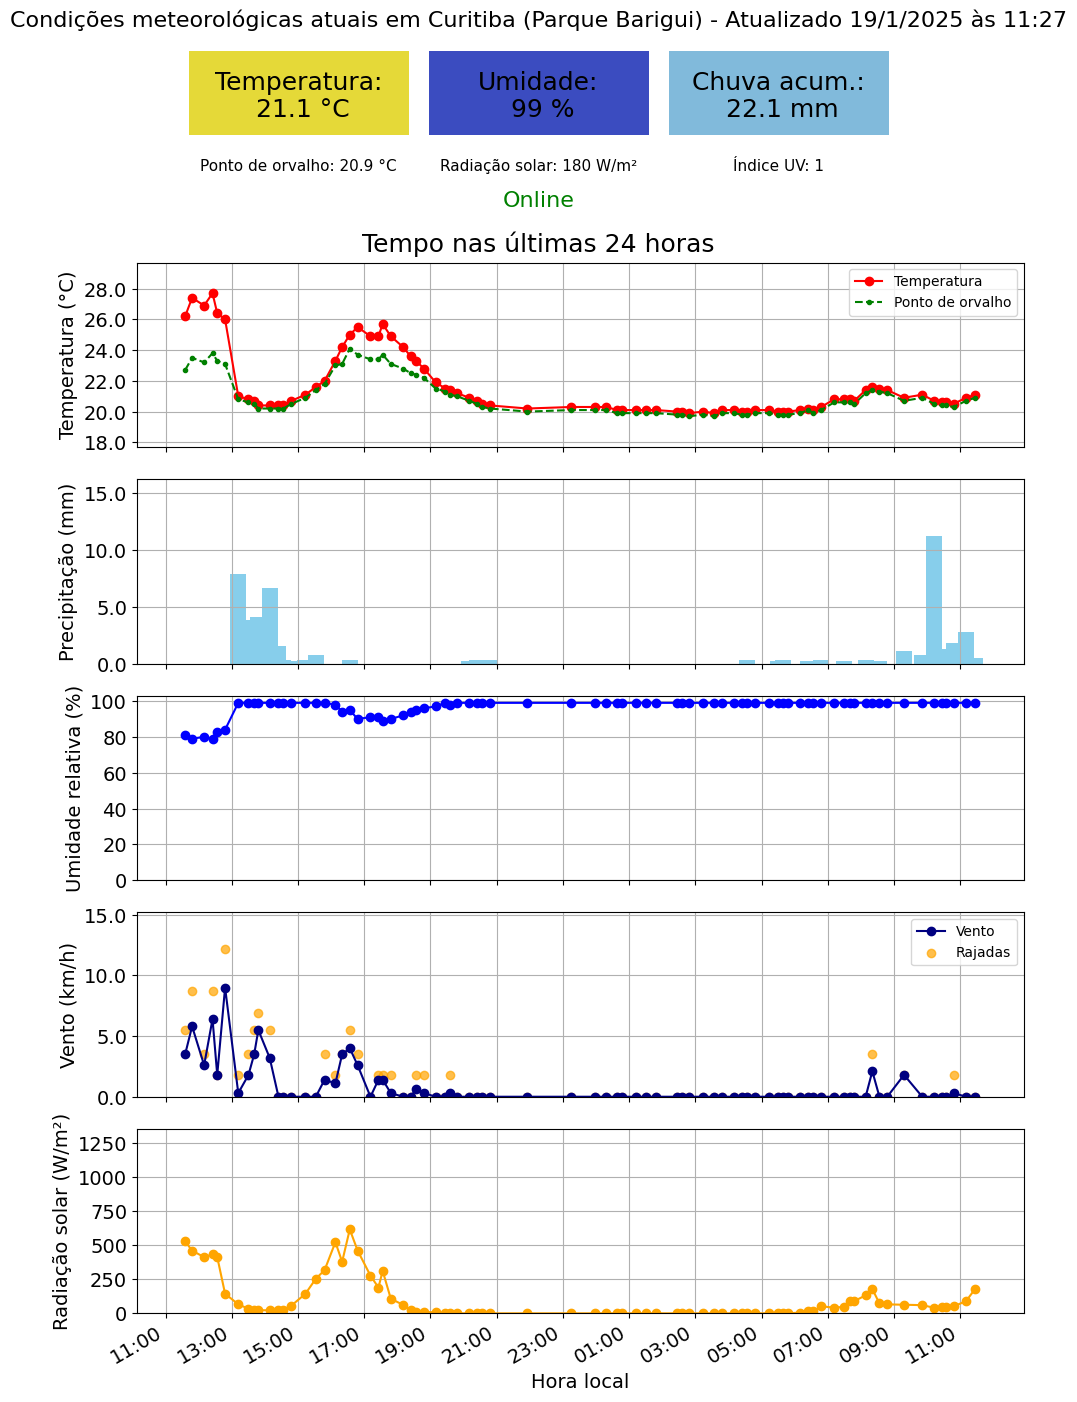 Condições meteorológicas atuais em Curitiba (Parque Barigui) - Atualizado 19/1/2025 às 11:27
Temperatura:
21.1 °C
Umidade:
99 %
Chuva acum.:
22.1 mm
Ponto de orvalho: 20.9 °C
Radiação solar: 180 W/m²
Índice UV: 1
Online
Tempo nas últimas 24 horas
Temperatura (°C)
28.0
26.0
24.0
22.0
20.0
18.0
Temperatura
Ponto de orvalho
Precipitação (mm)
15.0
10.0
5.0
0.0
Umidade relativa (%)
100
80
60
40
20
0
Vento (km/h)
15.0
10.0
5.0
0.0
Vento
Rajadas
Radiação solar (W/m²)
1250
1000
750
500
250
0
11:00
13:00
15:00
17:00
19:00
21:00
23:00
01:00
03:00
05:00
07:00
09:00
11:00
Hora local